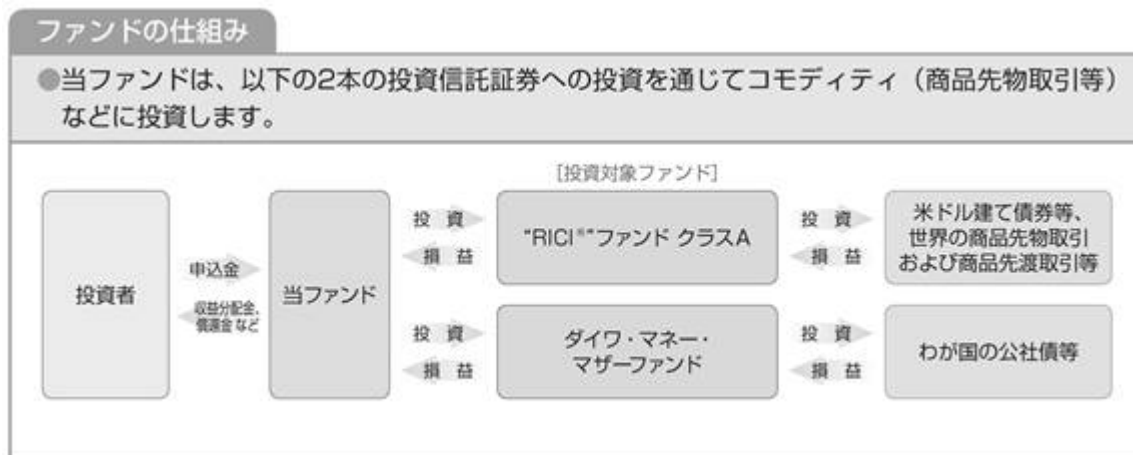 ファンドの仕組み
●当ファンドは、以下の2本の投資信託証券への投資を通じてコモディティ（商品先物取引等）
などに投資します。
［投資対象ファンド］
投資者
申込金
収益分配金、
償還金 など
当ファンド
投 資
損 益
"RICI®"ファンド クラスA
投 資
損 益
米ドル建て債券等、
世界の商品先物取引
および商品先渡取引等
投 資
損 益
ダイワ・マネー・
マザーファンド
投 資
損 益
わが国の公社債等